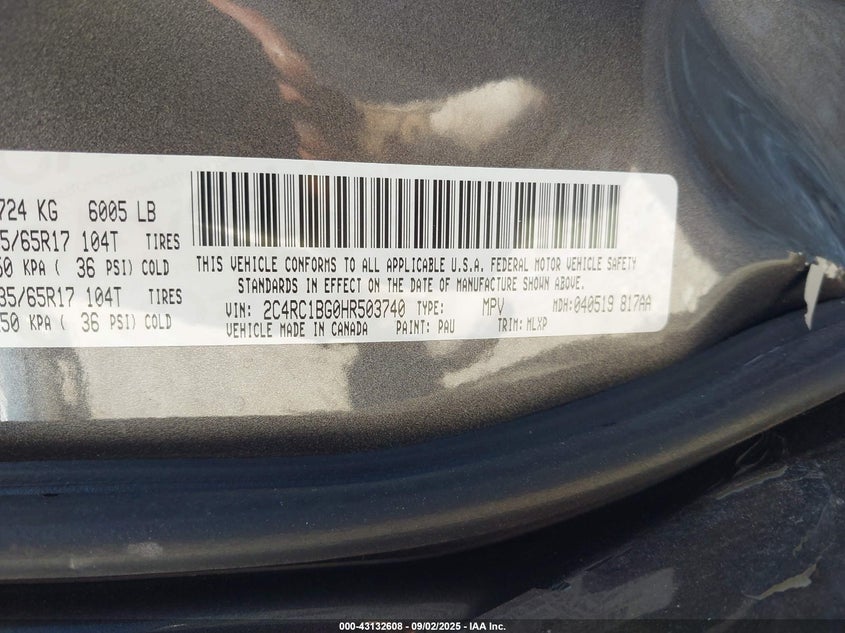 724 KG 6005 LB
5/65R17 104T TIRES
50 KPA ( 36 PSI) COLD
35/65R17 104T TIRES
250 KPA ( 36 PSI) COLD
THIS VEHICLE CONFORMS TO ALL APPLICABLE U.S.A. FEDERAL MOTOR VEHICLE SAFETY
STANDARDS IN EFFECT ON THE DATE OF MANUFACTURE SHOWN ABOVE.
VIN: 2C4RC1BG0HR503740 TYPE: MPV MDH: 040519 817AA
VEHICLE MADE IN CANADA PAINT: PAU TRIM: MLXP
000-43132608 - 09/02/2025 - IAA Inc.